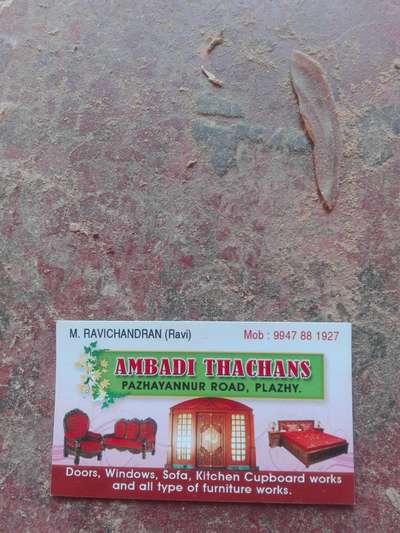 M. RAVICHANDRAN (Ravi) Mob : 9947 88 1927
AMBADI THACHANS
PAZHAYANNUR ROAD, PLAZHY.
Doors, Windows, Sofa, Kitchen Cupboard works
and all type of furniture works.